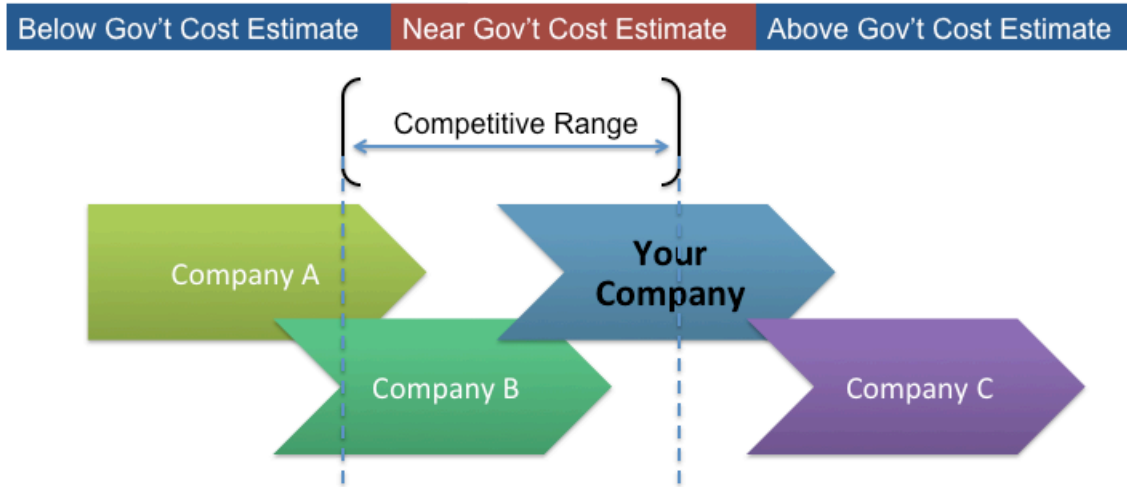 Below Gov't Cost Estimate
Near Gov't Cost Estimate
Above Gov't Cost Estimate
Competitive Range
Company A
Your
Company
Company B
Company C